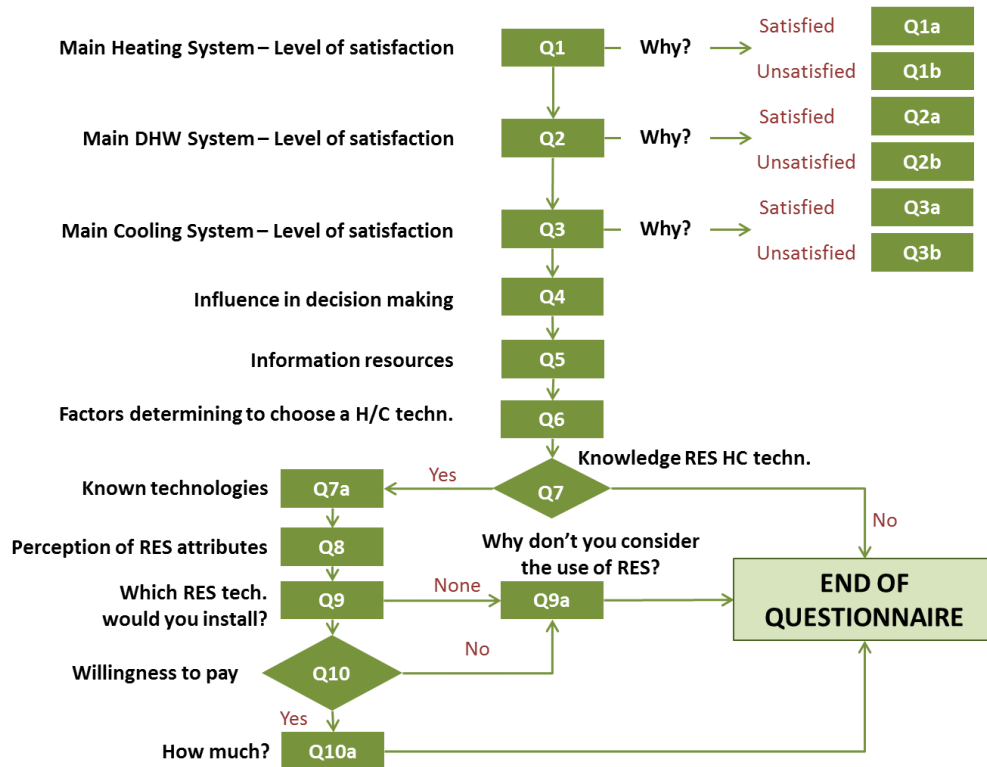 Main Heating System – Level of satisfaction
Q1
Why?
Satisfied
Q1a
Unsatisfied
Q1b
Main DHW System – Level of satisfaction
Q2
Why?
Satisfied
Q2a
Unsatisfied
Q2b
Main Cooling System – Level of satisfaction
Q3
Why?
Satisfied
Q3a
Unsatisfied
Q3b
Influence in decision making
Q4
Information resources
Q5
Factors determining to choose a H/C techn.
Q6
Knowledge RES HC techn.
Q7
Yes
No
Known technologies
Q7a
Perception of RES attributes
Q8
Which RES tech.
would you install?
Q9
None
Why don't you consider
the use of RES?
Q9a
END OF
QUESTIONNAIRE
Willingness to pay
Q10
No
Yes
How much?
Q10a